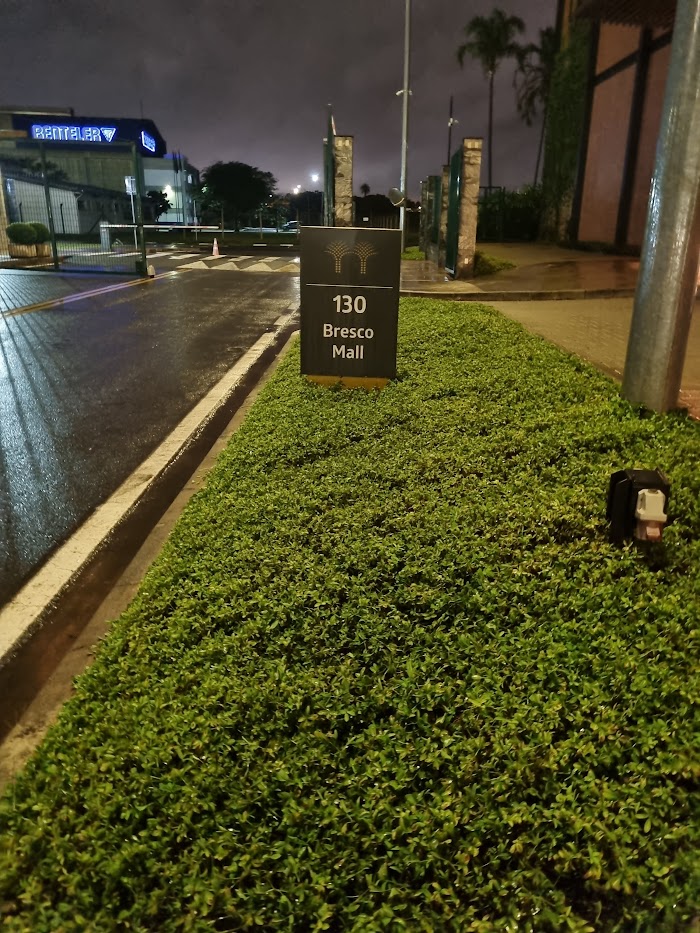 BENTELER
130
Bresco
Mall